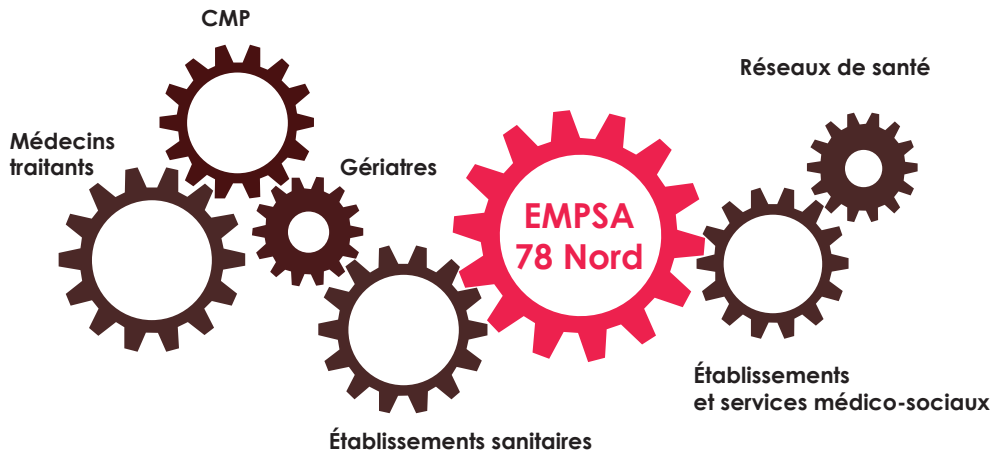 CMP
Réseaux de santé
Médecins
traitants
Gériatres
EMPSA
78 Nord
Établissements
et services médico-sociaux
Établissements sanitaires